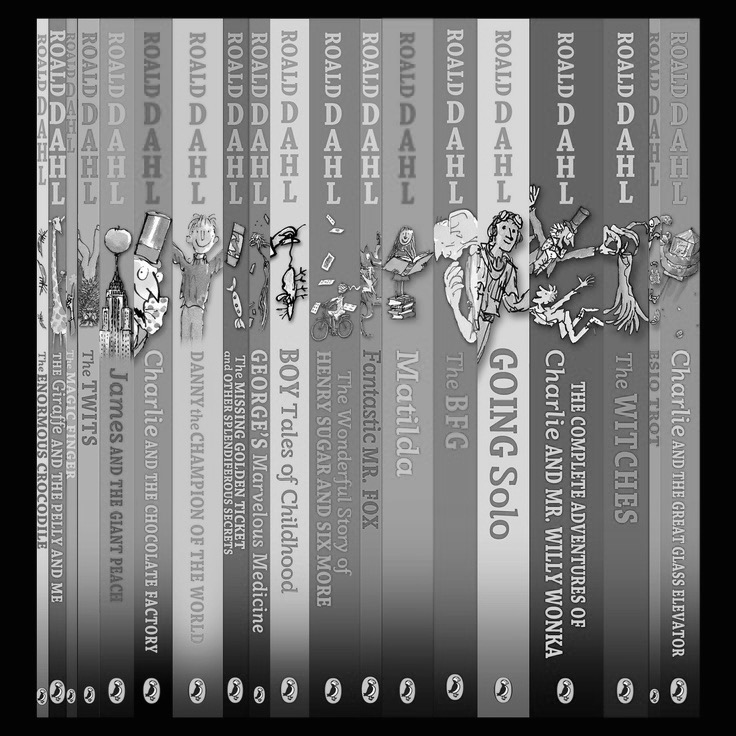 ROALD DAHL
The ENORMOUS CROCODILE
ROALD DAHL
THE Giraffe AND THE PELLY AND ME
ROALD DAHL
The MAGIC FINGER
ROALD DAHL
The TWITS
ROALD DAHL
James AND THE GIANT PEACH
ROALD DAHL
Charlie AND THE CHOCOLATE FACTORY
ROALD DAHL
DANNY the CHAMPION OF THE WORLD
ROALD DAHL
The MISSING GOLDEN TICKET
and OTHER SPLENDIFEROUS SECRETS
ROALD DAHL
GEORGE'S Marvelous Medicine
ROALD DAHL
BOY Tales of Childhood
ROALD DAHL
The Wonderful Story of
HENRY SUGAR AND SIX MORE
ROALD DAHL
Fantastic MR. FOX
ROALD DAHL
Matilda
ROALD DAHL
The BFG
ROALD DAHL
GOING Solo
ROALD DAHL
THE COMPLETE ADVENTURES OF
Charlie AND MR. WILLY WONKA
ROALD DAHL
The WITCHES
ROALD DAHL
ESIO TROT
ROALD DAHL
Charlie AND THE GREAT GLASS ELEVATOR